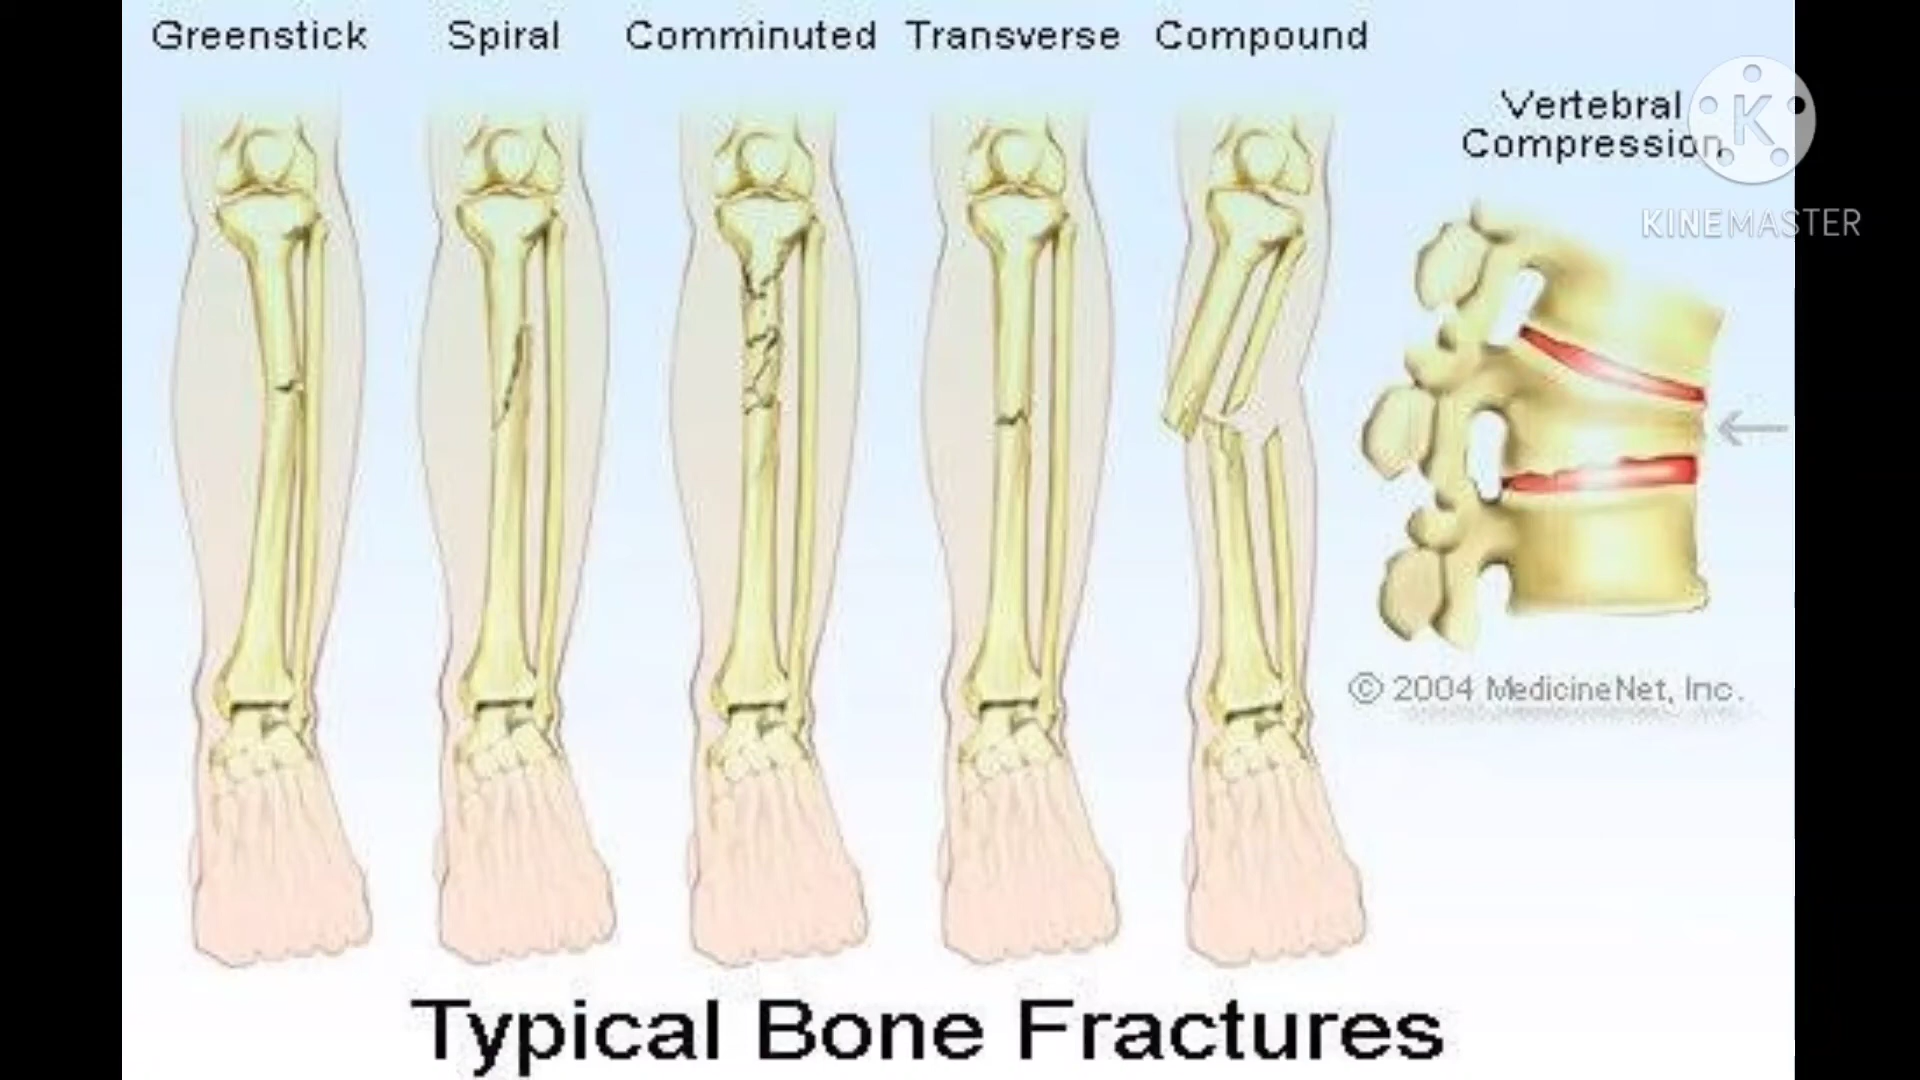 Greenstick Spiral Comminuted Transverse Compound
Vertebral
Compression
K
KINEMASTER
© 2004 MedicineNet, Inc.
Typical Bone Fractures